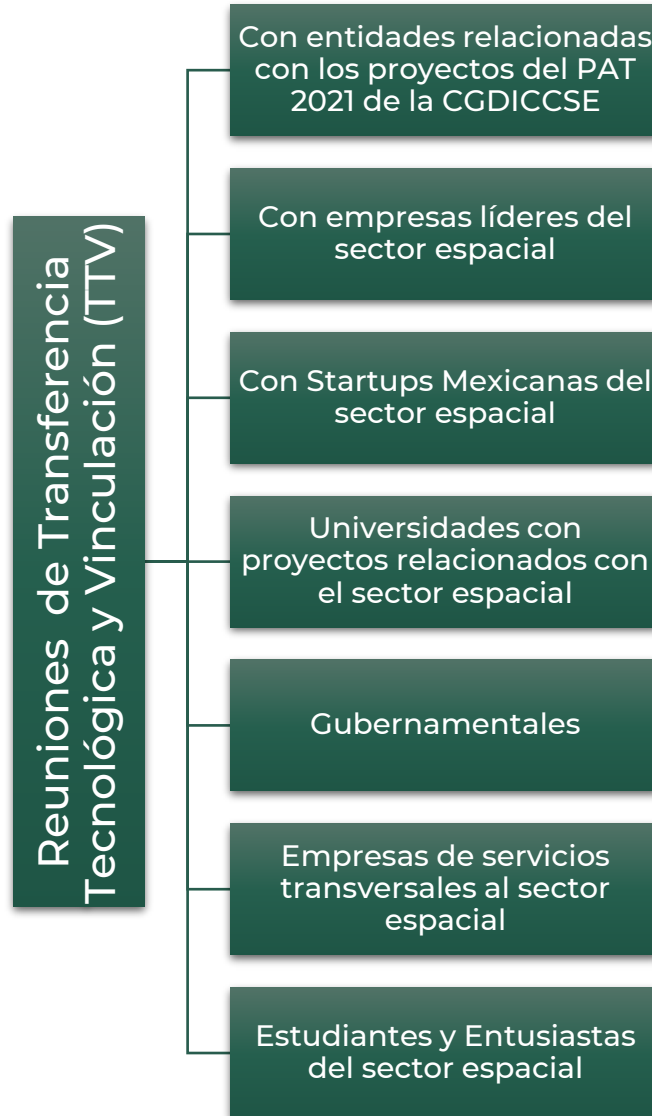 Reuniones de Transferencia
Tecnológica y Vinculación (TTV)
Con entidades relacionadas
con los proyectos del PAT
2021 de la CGDICCSE
Con empresas líderes del
sector espacial
Con Startups Mexicanas del
sector espacial
Universidades con
proyectos relacionados con
el sector espacial
Gubernamentales
Empresas de servicios
transversales al sector
espacial
Estudiantes y Entusiastas
del sector espacial